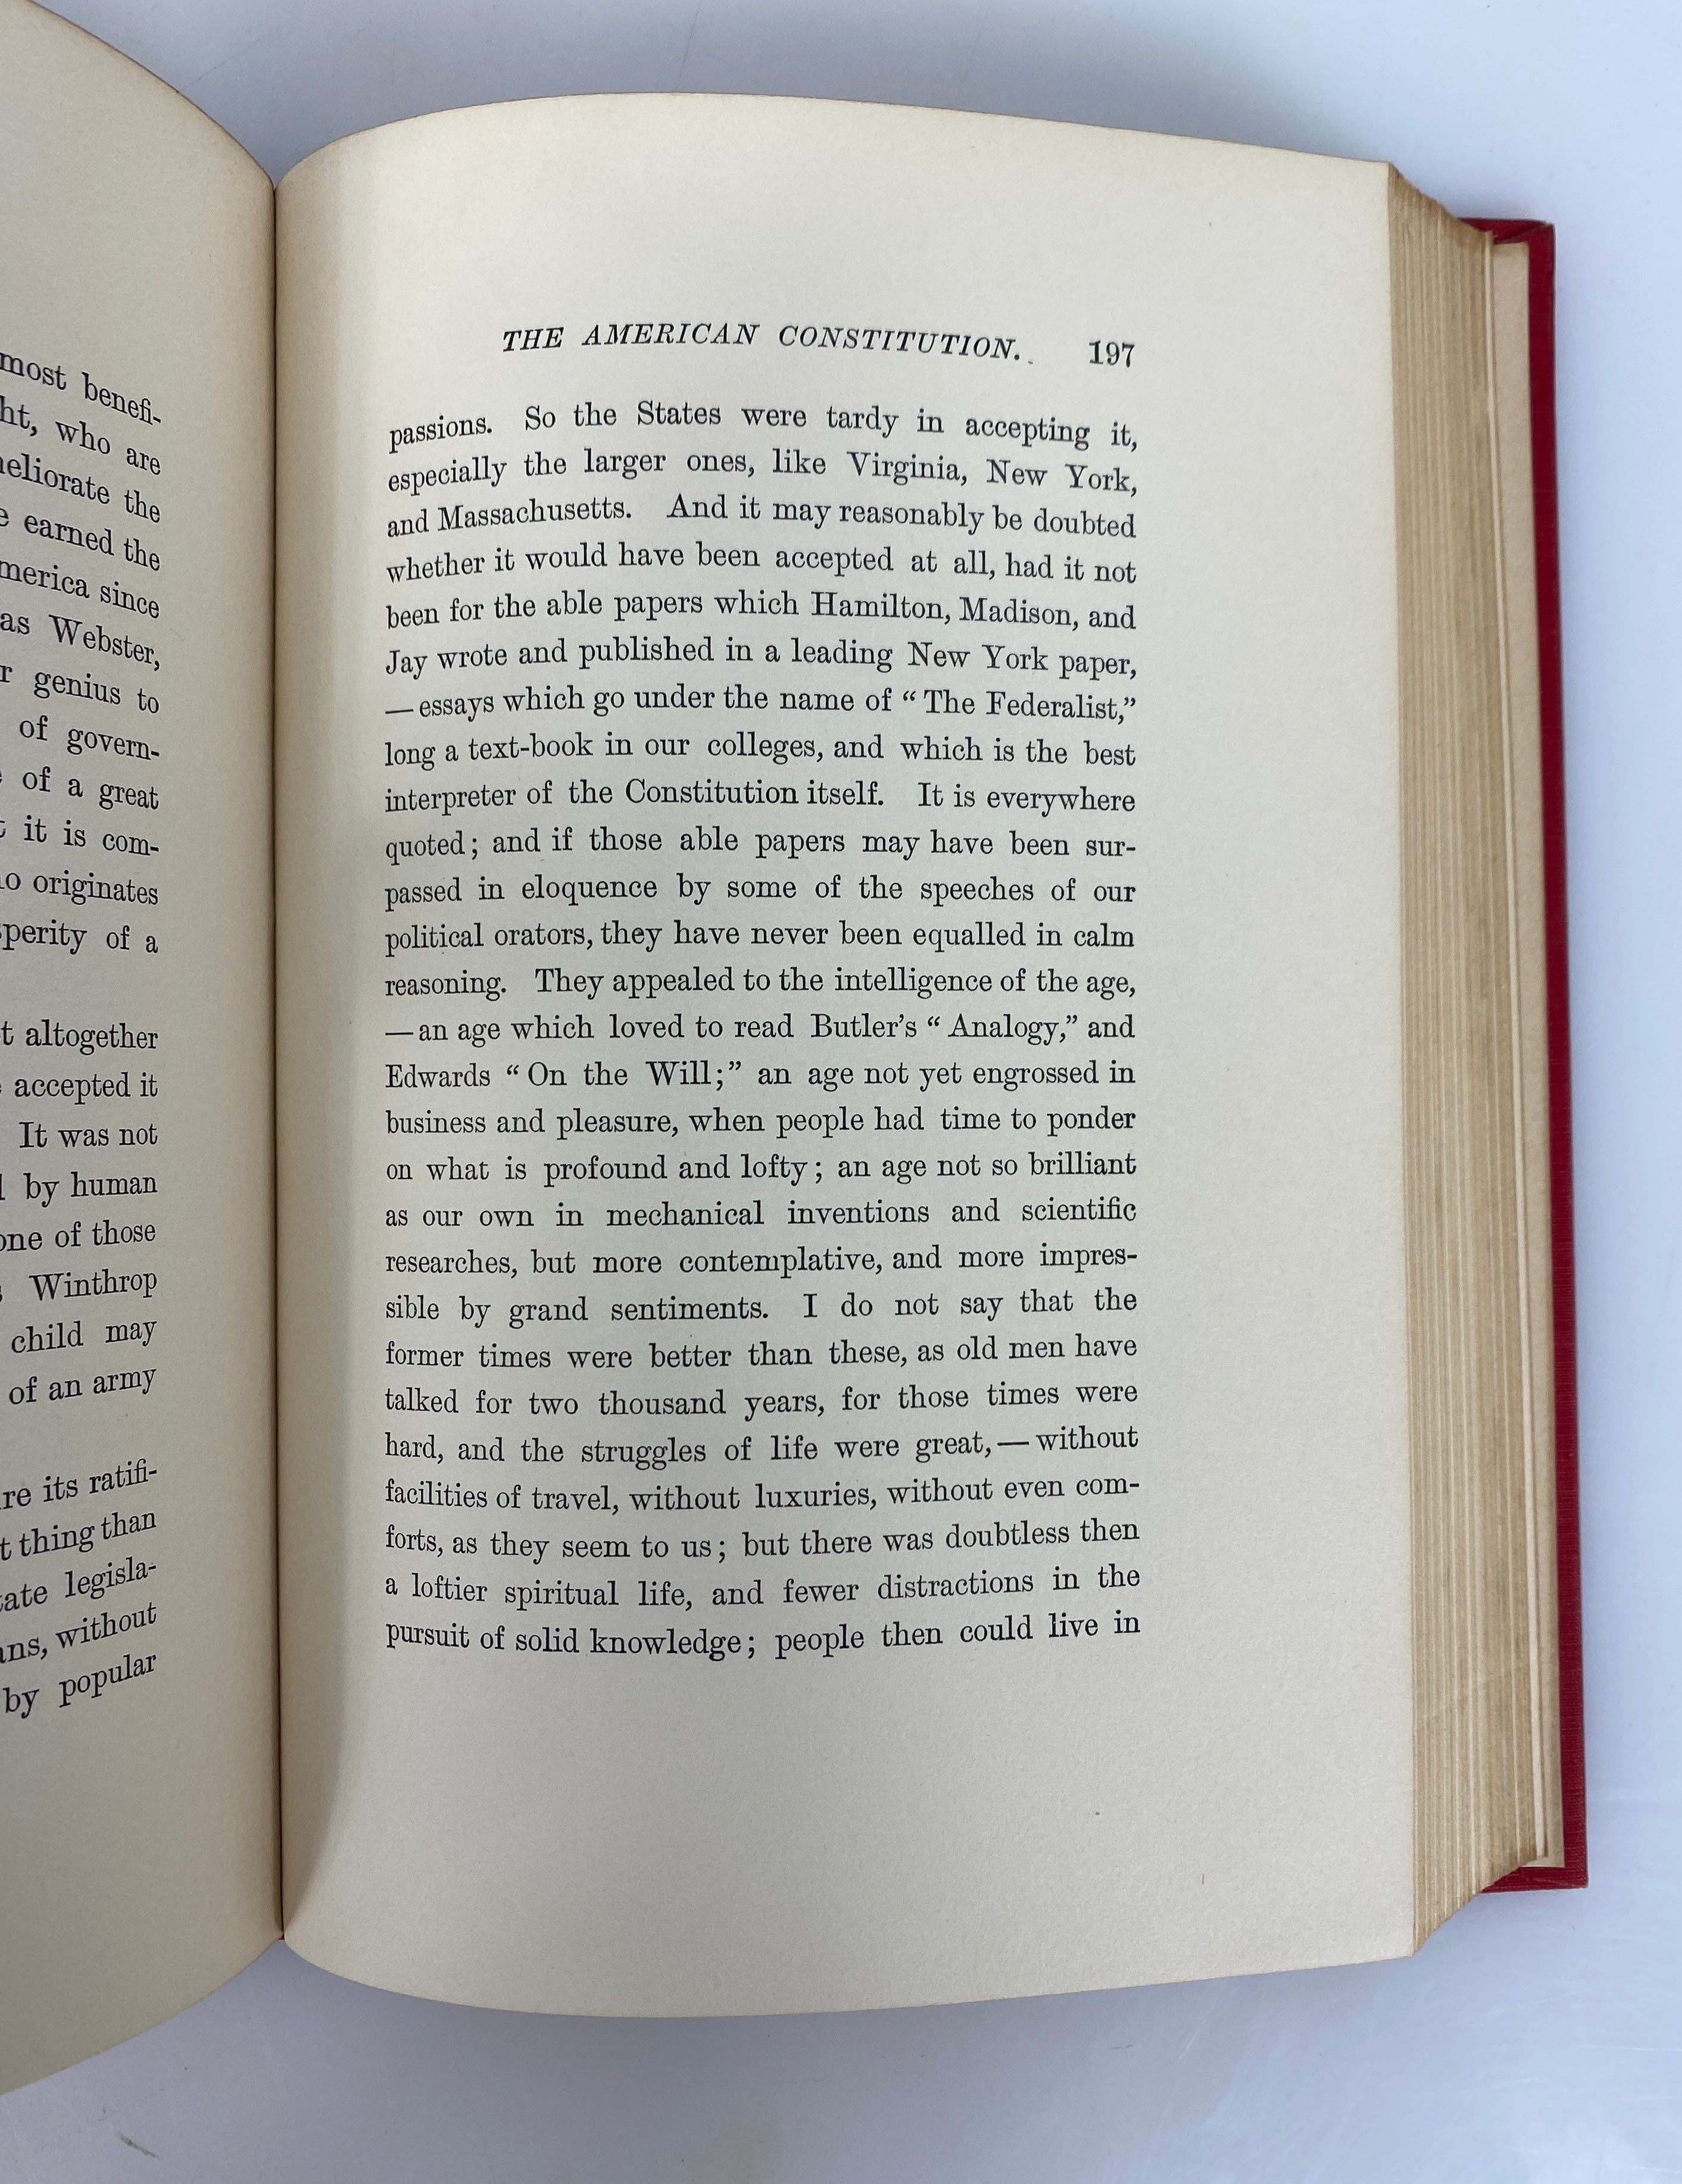 most benefi-
who are
the
earned the
since
as Webster,
genius to
of govern-
of a great
it is com-
originates
of a
altogether
accepted it
It was not
by human
of those
Winthrop
child may
of an army
its ratifi-
thing than
legisla-
without
by popular
THE AMERICAN CONSTITUTION. 197
passions. So the States were tardy in accepting it,
especially the larger ones, like Virginia, New York,
and Massachusetts. And it may reasonably be doubted
whether it would have been accepted at all, had it not
been for the able papers which Hamilton, Madison, and
Jay wrote and published in a leading New York paper,
— essays which go under the name of “ The Federalist,”
long a text-book in our colleges, and which is the best
interpreter of the Constitution itself. It is everywhere
quoted ; and if those able papers may have been sur-
passed in eloquence by some of the speeches of our
political orators, they have never been equalled in calm
reasoning. They appealed to the intelligence of the age,
— an age which loved to read Butler’s “ Analogy,” and
Edwards “ On the Will ; ” an age not yet engrossed in
business and pleasure, when people had time to ponder
on what is profound and lofty ; an age not so brilliant
as our own in mechanical inventions and scientific
researches, but more contemplative, and more impres-
sible by grand sentiments. I do not say that the
former times were better than these, as old men have
talked for two thousand years, for those times were
hard, and the struggles of life were great, — without
facilities of travel, without luxuries, without even com-
forts, as they seem to us ; but there was doubtless then
a loftier spiritual life, and fewer distractions in the
pursuit of solid knowledge ; people then could live in